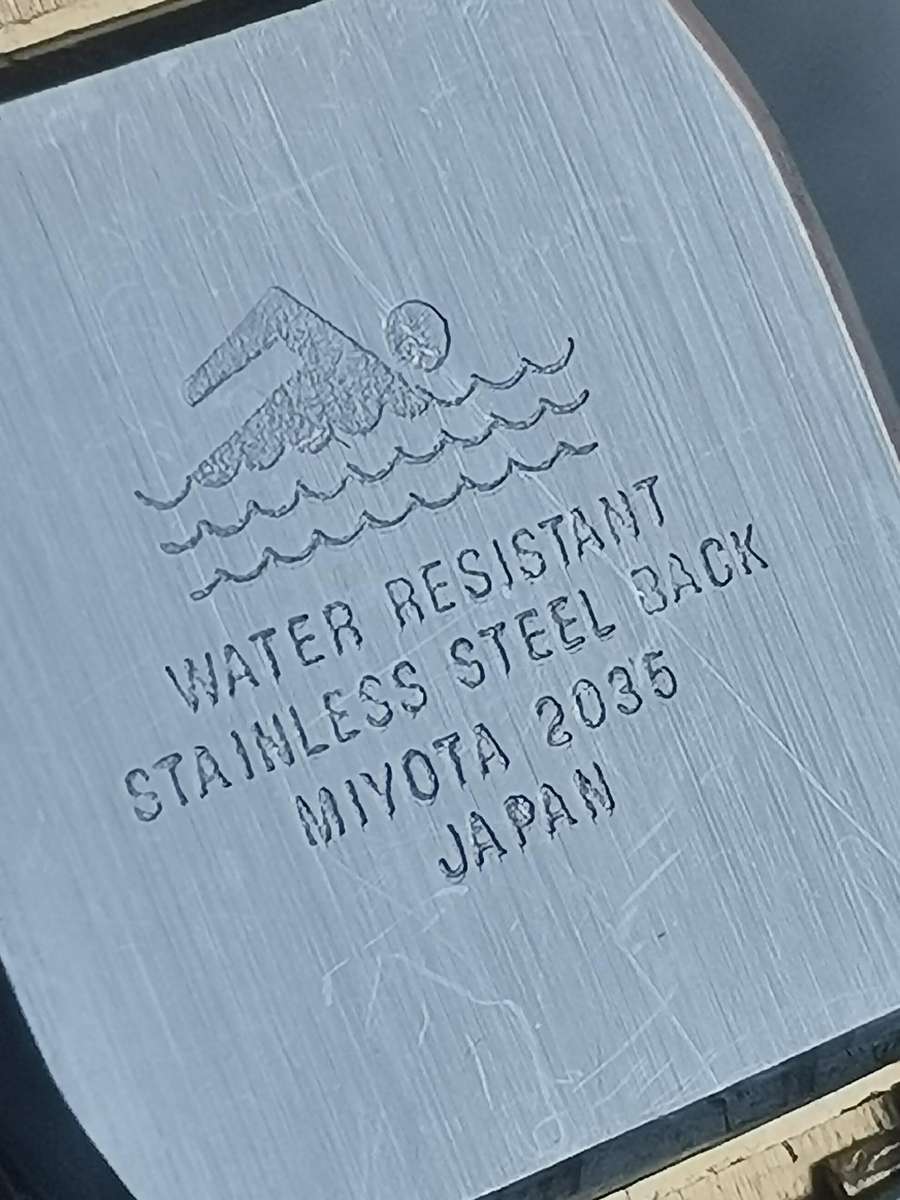 WATER RESISTANT
STAINLESS STEEL BACK
MIYOTA 2035
JAPAN